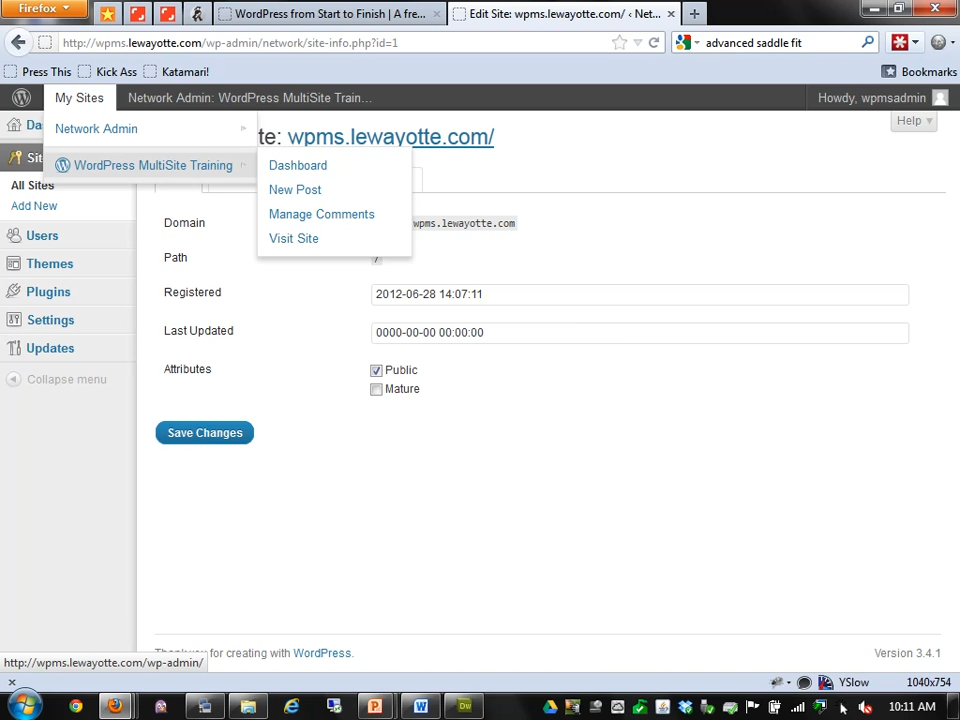 Firefox
WordPress from Start to Finish | A fre...
Edit Site: wpms.lewayotte.com/ ‹ Net...
http://wpms.lewayotte.com/wp-admin/network/site-info.php?id=1
advanced saddle fit
Press This
Kick Ass
Katamari!
Bookmarks
My Sites
Network Admin: WordPress MultiSite Train...
Howdy, wpmsadmin
Help
Network Admin
te: wpms.lewayotte.com/
WordPress MultiSite Training
Dashboard
New Post
Manage Comments
Visit Site
Da
Sit
All Sites
Add New
Users
Themes
Plugins
Settings
Updates
Collapse menu
Domain
wpms.lewayotte.com
Path
/
Registered
2012-06-28 14:07:11
Last Updated
0000-00-00 00:00:00
Attributes
Public
Mature
Save Changes
Thank you for creating with WordPress.
Version 3.4.1
http://wpms.lewayotte.com/wp-admin/
YSlow
1040x754
Dw
10:11 AM